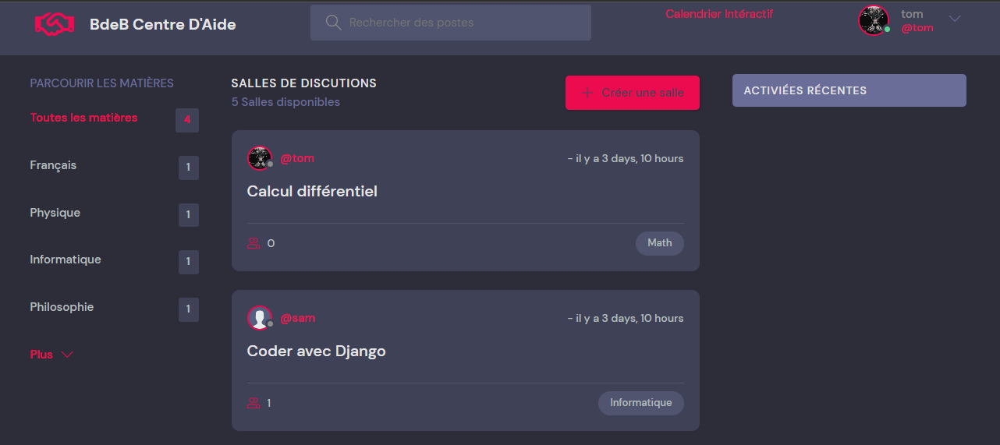 BdeB Centre D'Aide
Rechercher des postes
Calendrier Intéractif
tom
@tom
PARCOURIR LES MATIÈRES
Toutes les matières 4
Français 1
Physique 1
Informatique 1
Philosophie 1
Plus
SALLES DE DISCUTIONS
5 Salles disponibles
Créer une salle
@tom
- il y a 3 days, 10 hours
Calcul différentiel
0
Math
@sam
- il y a 3 days, 10 hours
Coder avec Django
1
Informatique
ACTIVIÉES RÉCENTES